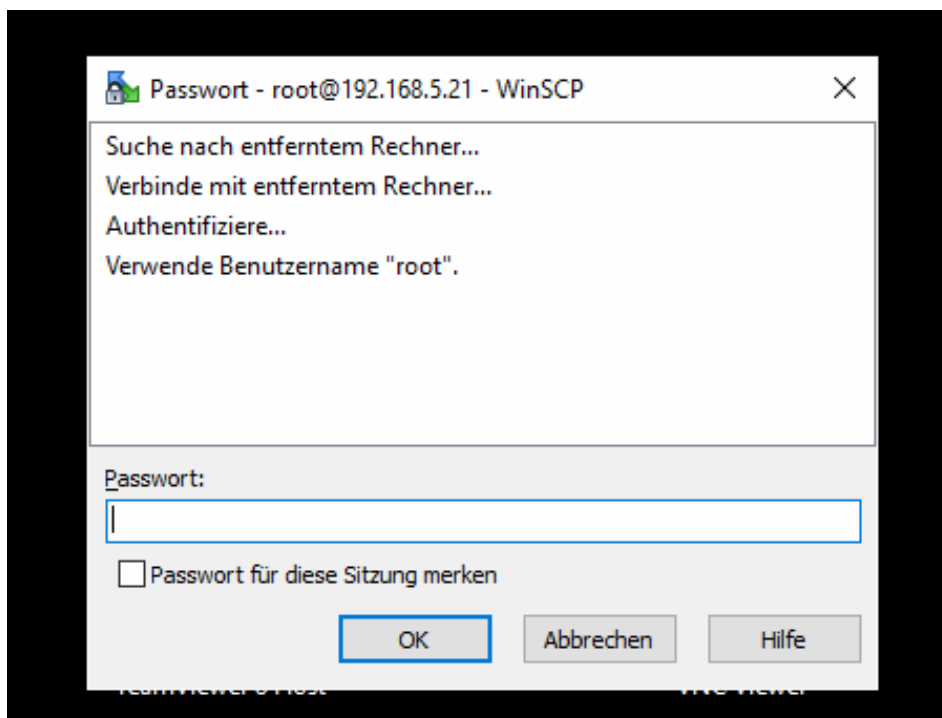 Passwort - root@192.168.5.21 - WinSCP
Suche nach entferntem Rechner...
Verbinde mit entferntem Rechner...
Authentifiziere...
Verwende Benutzername "root".
Passwort:
Passwort für diese Sitzung merken
OK Abbrechen Hilfe